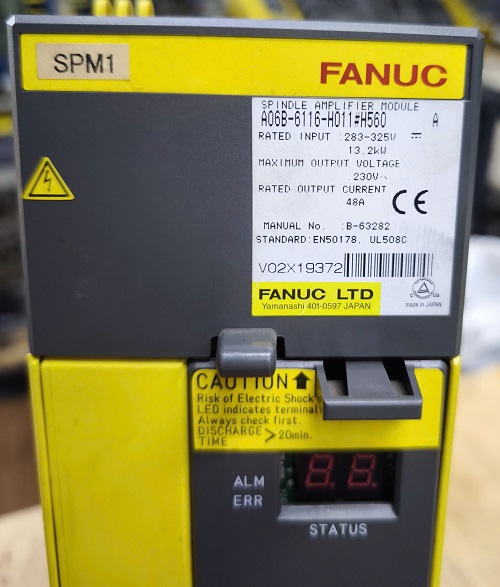 SPM1
FANUC
SPINDLE AMPLIFIER MODULE
A06B-6116-H011#H560 A
RATED INPUT :283-325V ⎓
13.2kW
MAXIMUM OUTPUT VOLTAGE
230V~
RATED OUTPUT CURRENT
48A
CE
MANUAL No. :B-63282
STANDARD:EN50178, UL508C
V02X19372
FANUC LTD
Yamanashi 401-0597 JAPAN
made in JAPAN
CAUTION
Risk of Electric Shock
LED indicates terminal
Always check first.
DISCHARGE TIME >20min.
ALM
ERR
STATUS